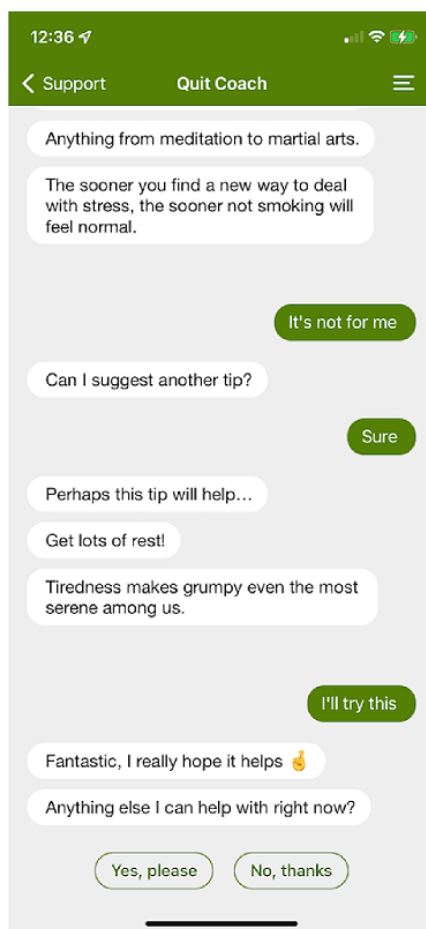 12:36
Support
Quit Coach
Anything from meditation to martial arts.
The sooner you find a new way to deal
with stress, the sooner not smoking will
feel normal.
It's not for me
Can I suggest another tip?
Sure
Perhaps this tip will help...
Get lots of rest!
Tiredness makes grumpy even the most
serene among us.
I'll try this
Fantastic, I really hope it helps 🤞
Anything else I can help with right now?
Yes, please
No, thanks